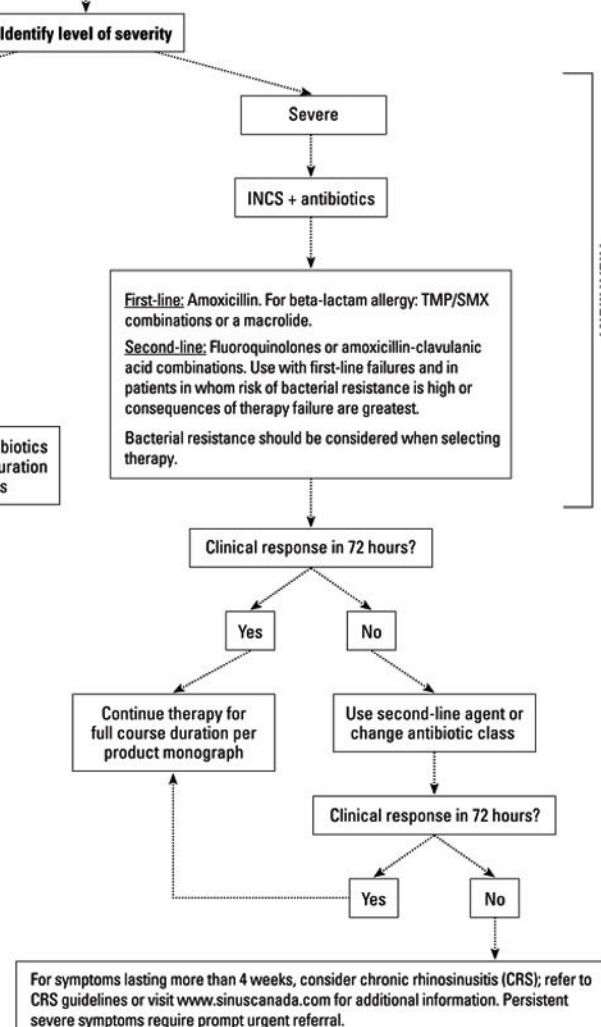 Identify level of severity
Severe
INCS + antibiotics
First-line: Amoxicillin. For beta-lactam allergy: TMP/SMX
combinations or a macrolide.
Second-line: Fluoroquinolones or amoxicillin-clavulanic
acid combinations. Use with first-line failures and in
patients in whom risk of bacterial resistance is high or
consequences of therapy failure are greatest.
Bacterial resistance should be considered when selecting
therapy.
biotics
uration
s
Clinical response in 72 hours?
Yes
No
Continue therapy for
full course duration per
product monograph
Use second-line agent or
change antibiotic class
Clinical response in 72 hours?
Yes
No
For symptoms lasting more than 4 weeks, consider chronic rhinosinusitis (CRS); refer to
CRS guidelines or visit www.sinuscanada.com for additional information. Persistent
severe symptoms require prompt urgent referral.